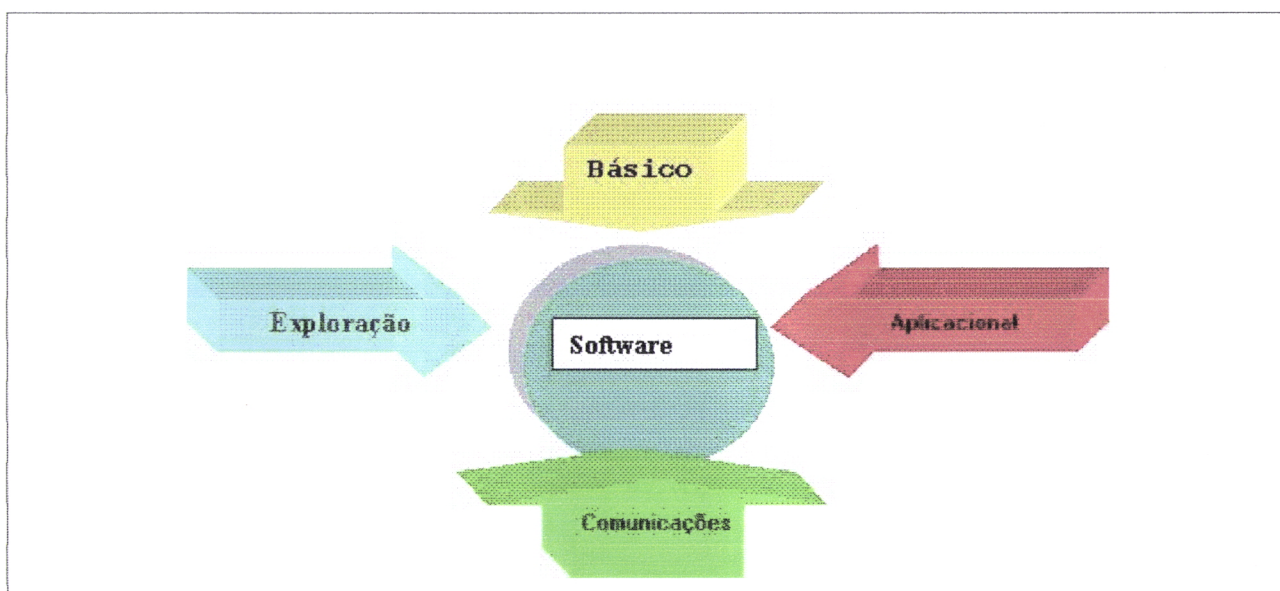 Básico
Exploração
Software
Aplicacional
Comunicações